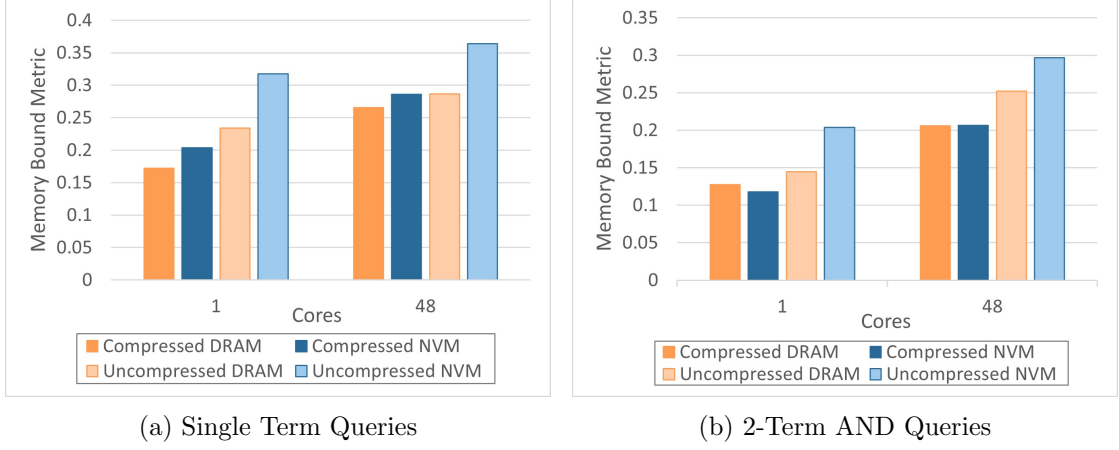 0.4
0.35
0.3
0.25
0.2
0.15
0.1
0.05
0
Memory Bound Metric
1
48
Cores
Compressed DRAM
Compressed NVM
Uncompressed DRAM
Uncompressed NVM
(a) Single Term Queries
0.35
0.3
0.25
0.2
0.15
0.1
0.05
0
Memory Bound Metric
1
48
Cores
Compressed DRAM
Compressed NVM
Uncompressed DRAM
Uncompressed NVM
(b) 2-Term AND Queries